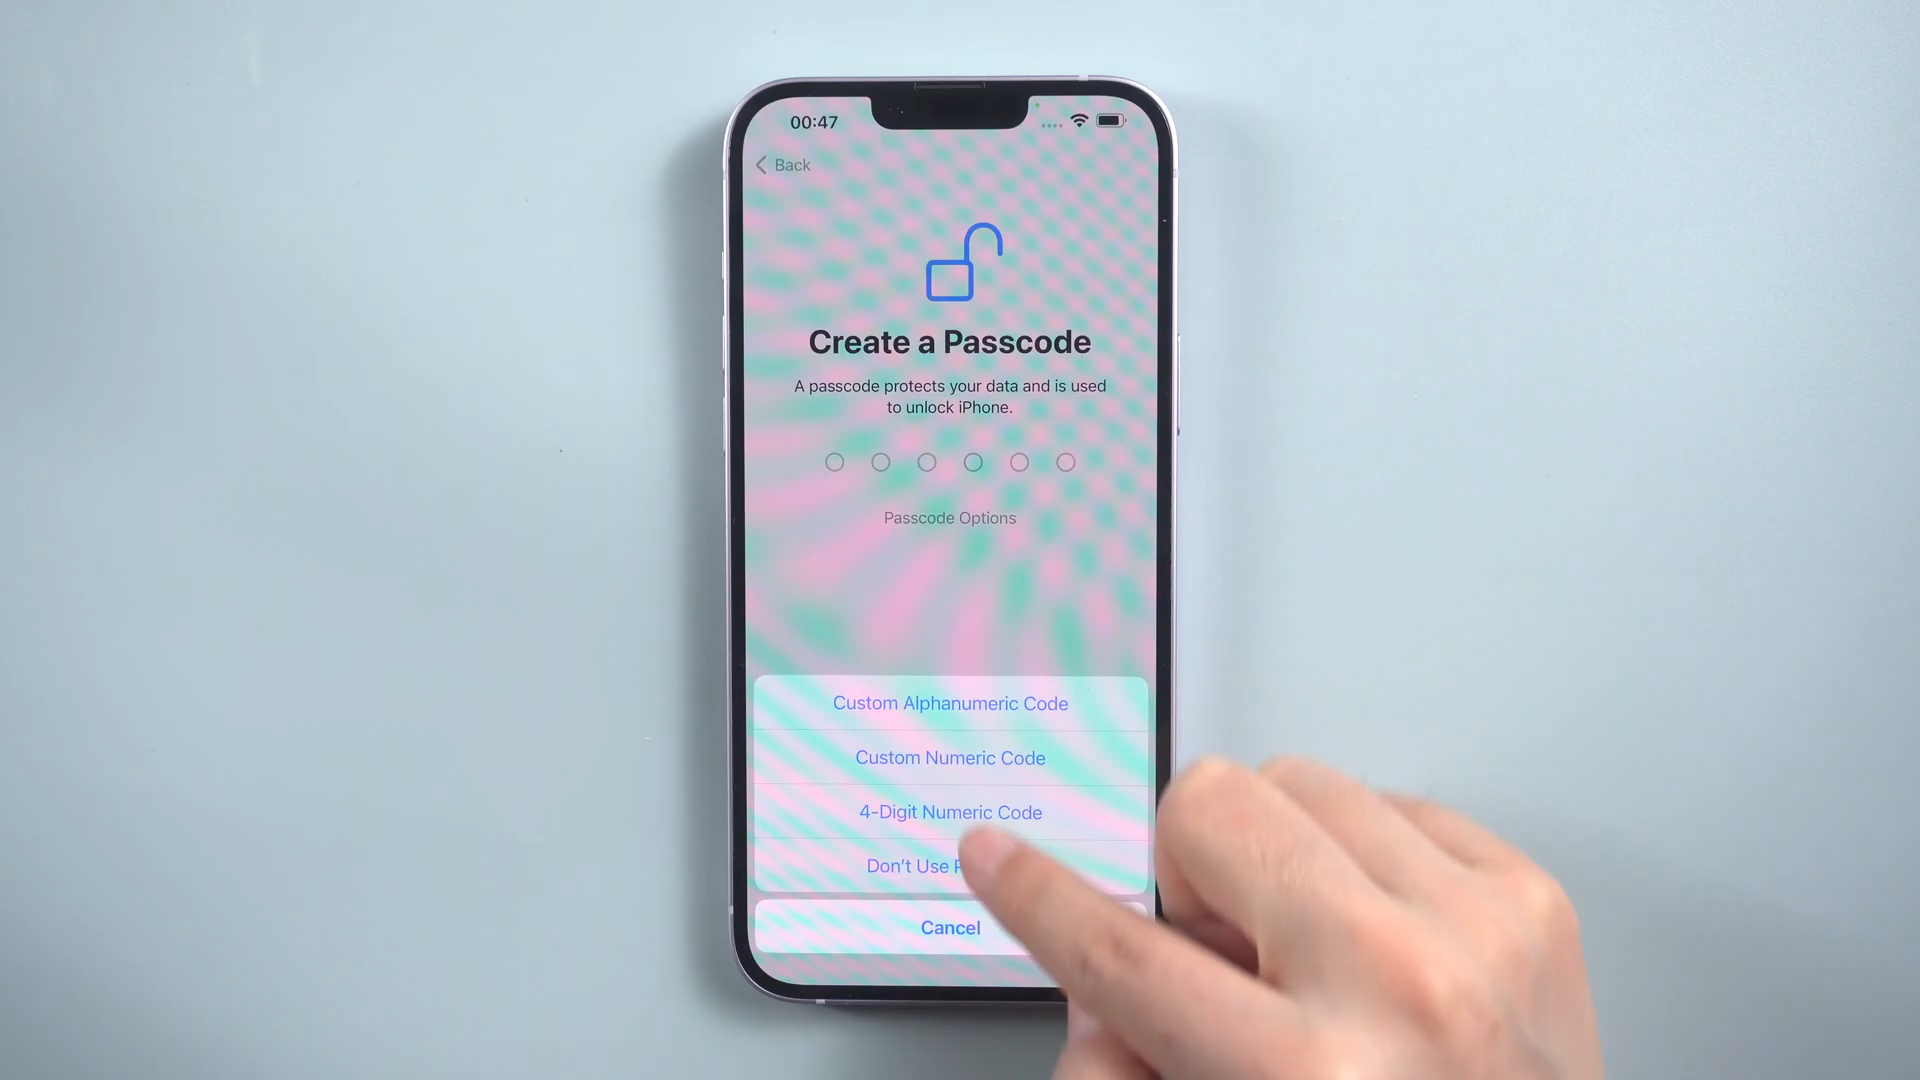 00:47
Back
Create a Passcode
A passcode protects your data and is used
to unlock iPhone.
Passcode Options
Custom Alphanumeric Code
Custom Numeric Code
4-Digit Numeric Code
Don't Use
Cancel